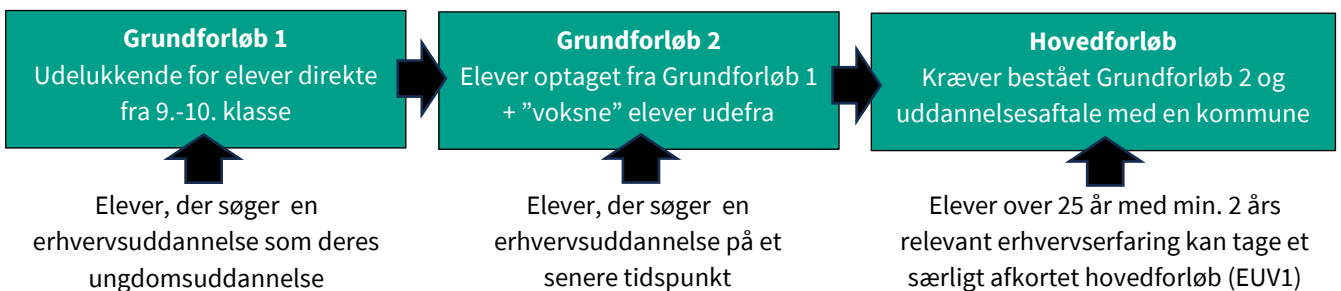 Grundforløb 1
Udelukkende for elever direkte
fra 9.-10. klasse
Grundforløb 2
Elever optaget fra Grundforløb 1
+ ”voksne” elever udefra
Hovedforløb
Kræver bestået Grundforløb 2 og
uddannelsesaftale med en kommune
Elever, der søger  en
erhvervsuddannelse som deres
ungdomsuddannelse
Elever, der søger en
erhvervsuddannelse på et
senere tidspunkt
Elever over 25 år med min. 2 års
relevant erhvervserfaring kan tage et
særligt afkortet hovedforløb (EUV1)